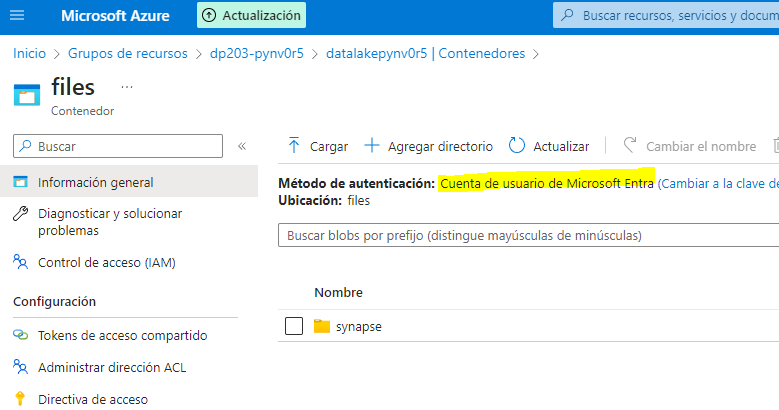 Microsoft Azure
Actualización
Buscar recursos, servicios y docum
Inicio > Grupos de recursos > dp203-pynv0r5 > datalakepynv0r5 | Contenedores >
files ...
Contenedor
Buscar
Información general
Diagnosticar y solucionar
problemas
Control de acceso (IAM)
Configuración
Tokens de acceso compartido
Administrar dirección ACL
Directiva de acceso
Cargar
Agregar directorio
Actualizar
Cambiar el nombre
Método de autenticación: Cuenta de usuario de Microsoft Entra (Cambiar a la clave de
Ubicación: files
Buscar blobs por prefijo (distingue mayúsculas de minúsculas)
Nombre
synapse